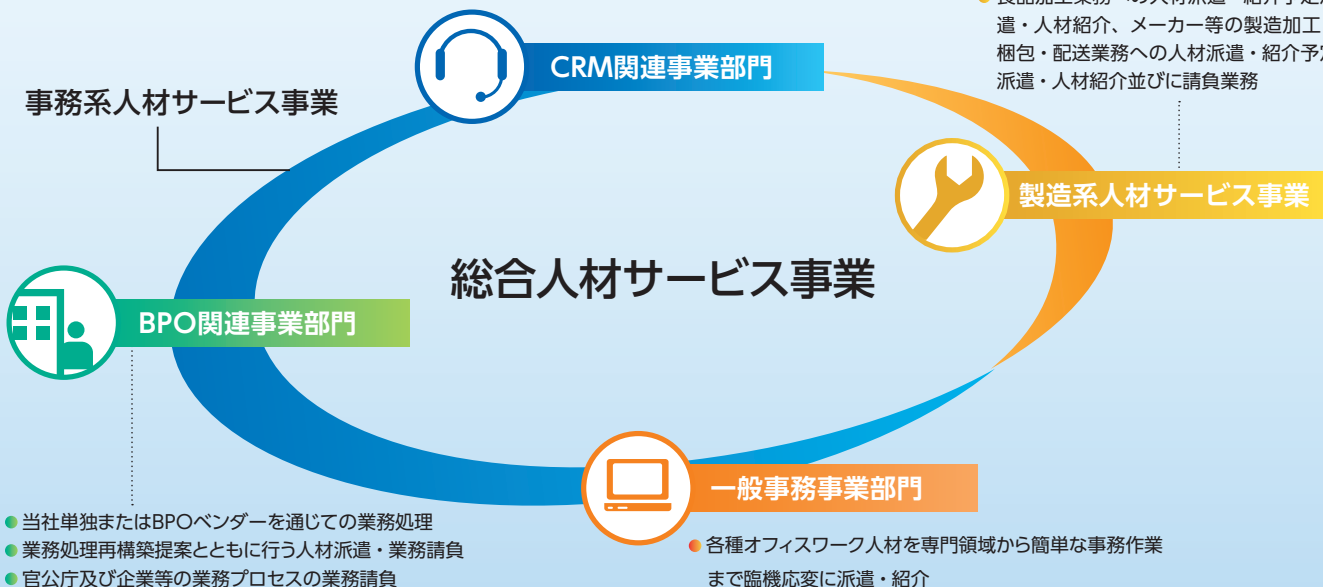 遣・人材紹介、メーカー等の製造加工
梱包・配送業務への人材派遣・紹介予定
派遣・人材紹介並びに請負業務
CRM関連事業部門
事務系人材サービス事業
製造系人材サービス事業
総合人材サービス事業
BPO関連事業部門
一般事務事業部門
当社単独またはBPOベンダーを通じての業務処理
業務処理再構築提案とともに行う人材派遣・業務請負
官公庁及び企業等の業務プロセスの業務請負
各種オフィスワーク人材を専門領域から簡単な事務作業
まで臨機応変に派遣・紹介